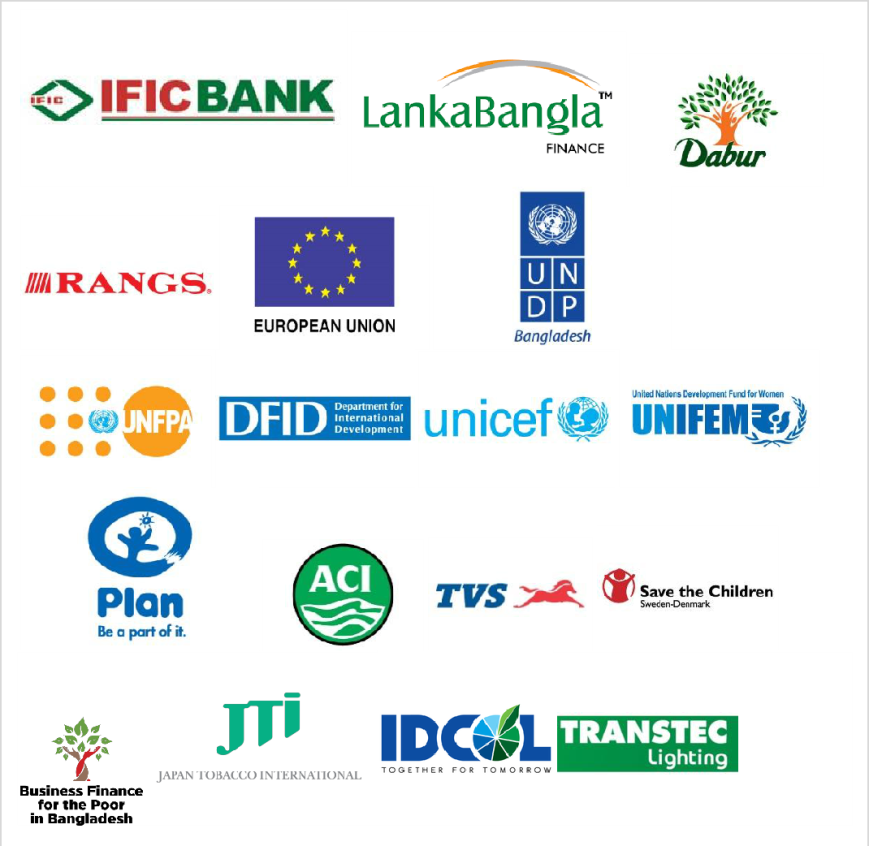 IFIC
IFIC BANK
LankaBangla™
FINANCE
Dabur
RANGS®
EUROPEAN UNION
UN
DP
Bangladesh
UNFPA
DFID
Department for
International
Development
unicef
United Nations Development Fund for Women
UNIFEM
Plan
Be a part of it.
ACI
TVS
Save the Children
Sweden-Denmark
Business Finance
for the Poor
in Bangladesh
JTi
JAPAN TOBACCO INTERNATIONAL
IDCOL
TOGETHER FOR TOMORROW
TRANSTEC
Lighting